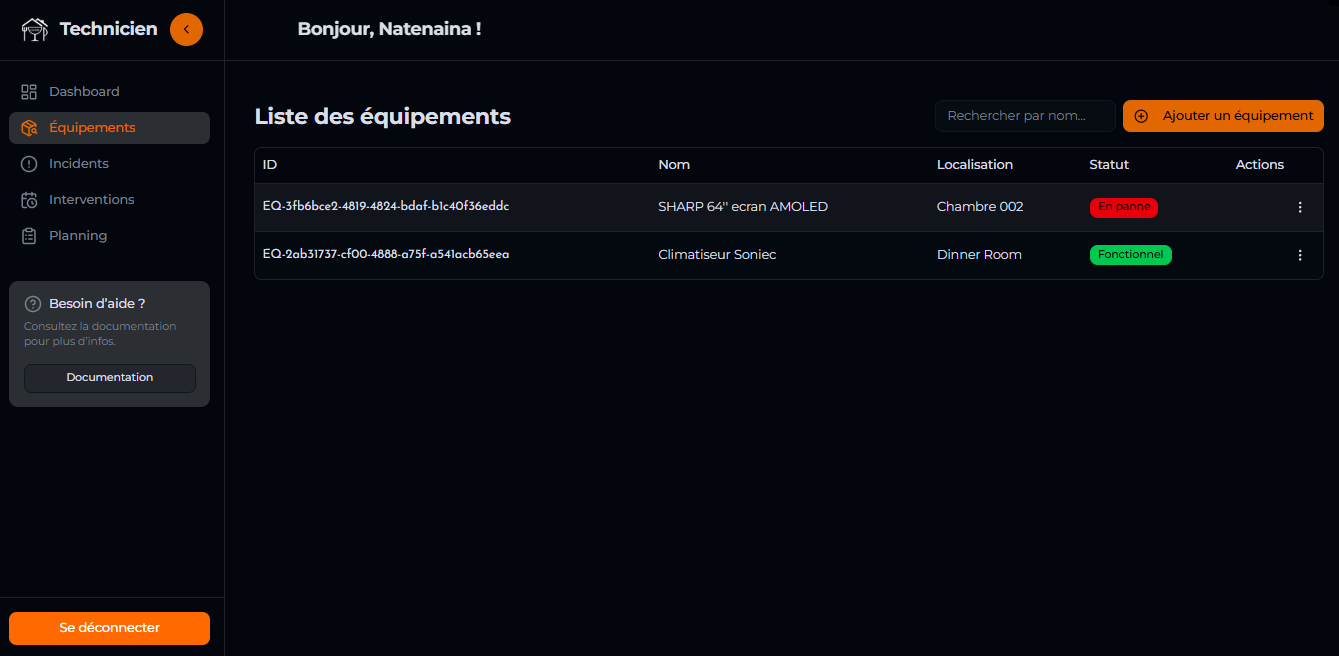 Technicien
Bonjour, Natenaina !
Dashboard
Équipements
Incidents
Interventions
Planning
Besoin d'aide ?
Consultez la documentation
pour plus d'infos.
Documentation
Se déconnecter
Liste des équipements
Rechercher par nom...
Ajouter un équipement
ID Nom Localisation Statut Actions
EQ-3fb6bce2-4819-4824-bdaf-b1c40f36eddc SHARP 64" ecran AMOLED Chambre 002 En panne
EQ-2ab31737-cf00-4888-a75f-a541acb65eea Climatiseur Soniec Dinner Room Fonctionnel